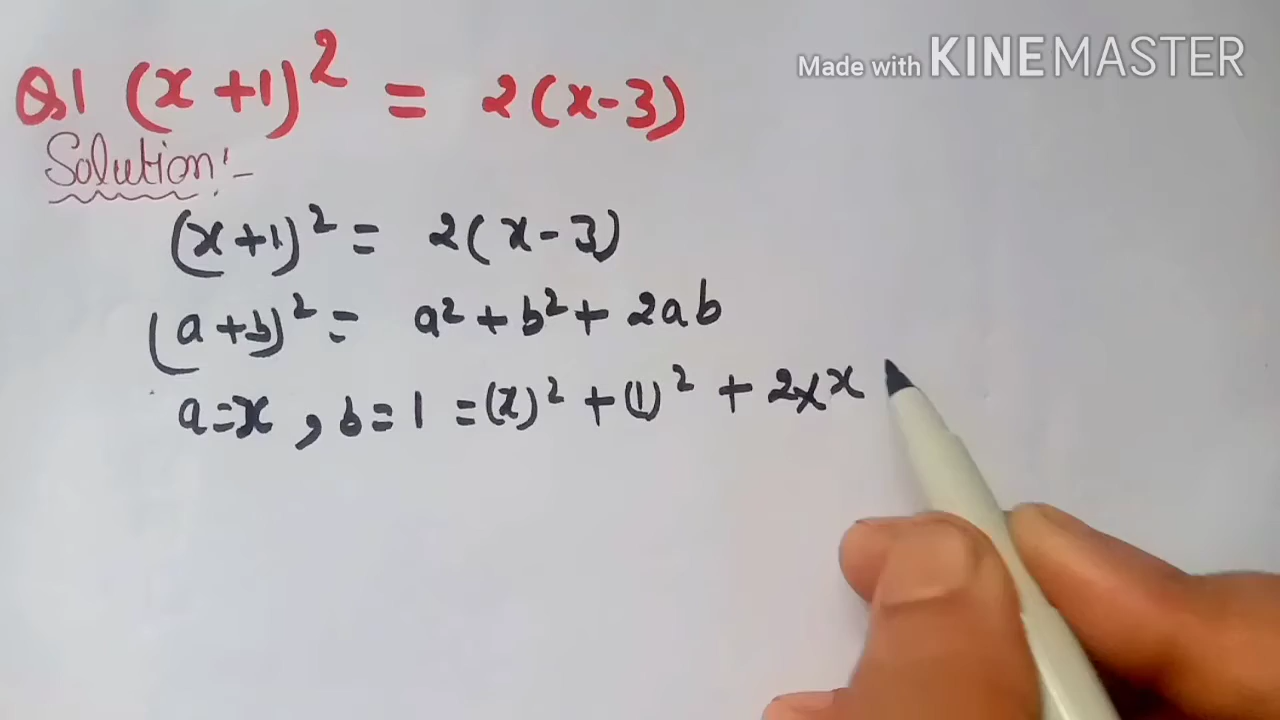 Made with KINEMASTER
Q1 (x+1)² = 2(x-3)
Solution:-
(x+1)² = 2(x-3)
(a+b)² = a² + b² + 2ab
a=x, b=1 =(x)² + (1)² + 2×x